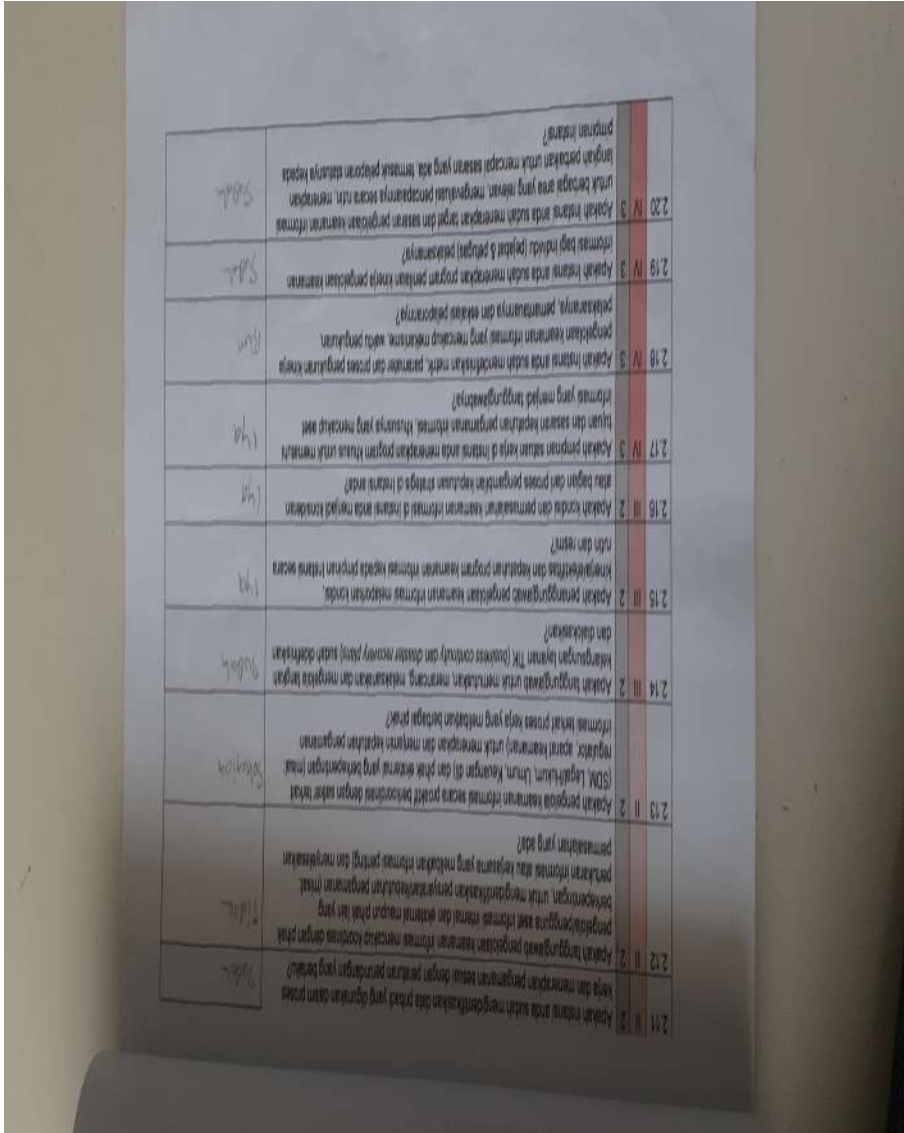 2.11 II 2 Apakah instansi anda sudah mengidentifikasikan data pribadi yang digunakan dalam proses
kerja dan menerapkan pengamanan sesuai dengan peraturan perundangan yang berlaku?
2.12 II 2 Apakah tanggungjawab pengelolaan keamanan informasi mencakup koordinasi dengan pihak
pengelola/pengguna aset informasi internal dan eksternal maupun pihak lain yang
berkepentingan, untuk mengidentifikasikan persyaratan/kebutuhan pengamanan (misal:
pertukaran informasi atau kerjasama yang melibatkan informasi penting) dan menyelesaikan
permasalahan yang ada?
Tidak
2.13 II 2 Apakah pengelola keamanan informasi secara proaktif berkoordinasi dengan satker terkait
(SDM, Legal/Hukum, Umum, Keuangan dll) dan pihak eksternal yang berkepentingan (misal:
regulator, aparat keamanan) untuk menerapkan dan menjamin kepatuhan pengamanan
informasi terkait proses kerja yang melibatkan berbagai pihak?
2.14 III 2 Apakah tanggungjawab untuk memutuskan, merancang, melaksanakan dan mengelola langkah
kelangsungan layanan TIK (business continuity dan disaster recovery plans) sudah didefinisikan
dan dialokasikan?
Sudah
2.15 III 2 Apakah penanggungjawab pengelolaan keamanan informasi melaporkan kondisi,
kinerja/efektifitas dan kepatuhan program keamanan informasi kepada pimpinan Instansi secara
rutin dan resmi?
Iya
2.16 III 2 Apakah kondisi dan permasalahan keamanan informasi di Instansi anda menjadi konsideran
atau bagian dari proses pengambilan keputusan strategis di Instansi anda?
Iya
2.17 IV 3 Apakah pimpinan satuan kerja di Instansi anda menerapkan program khusus untuk mematuhi
tujuan dan sasaran kepatuhan pengamanan informasi, khususnya yang mencakup aset
informasi yang menjadi tanggungjawabnya?
Iya
2.18 IV 3 Apakah Instansi anda sudah mendefinisikan metrik, parameter dan proses pengukuran kinerja
pengelolaan keamanan informasi yang mencakup mekanisme, waktu pengukuran,
pelaksananya, pemantauannya dan eskalasi pelaporannya?
2.19 IV 3 Apakah Instansi anda sudah menerapkan program penilaian kinerja pengelolaan keamanan
informasi bagi individu (pejabat & petugas) pelaksananya?
Sudah
2.20 IV 3 Apakah Instansi anda sudah menerapkan target dan sasaran pengelolaan keamanan informasi
untuk berbagai area yang relevan, mengevaluasi pencapaiannya secara rutin, menerapkan
langkah perbaikan untuk mencapai sasaran yang ada, termasuk pelaporan statusnya kepada
pimpinan Instansi?
Sudah